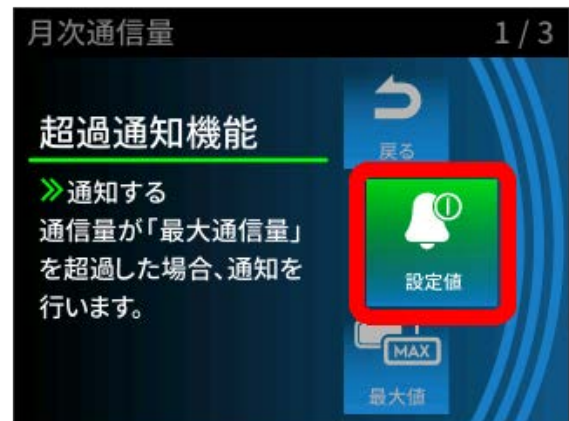 月次通信量
1/3
超過通知機能
戻る
≫通知する
通信量が「最大通信量」
を超過した場合、通知を
行います。
設定値
MAX
最大値